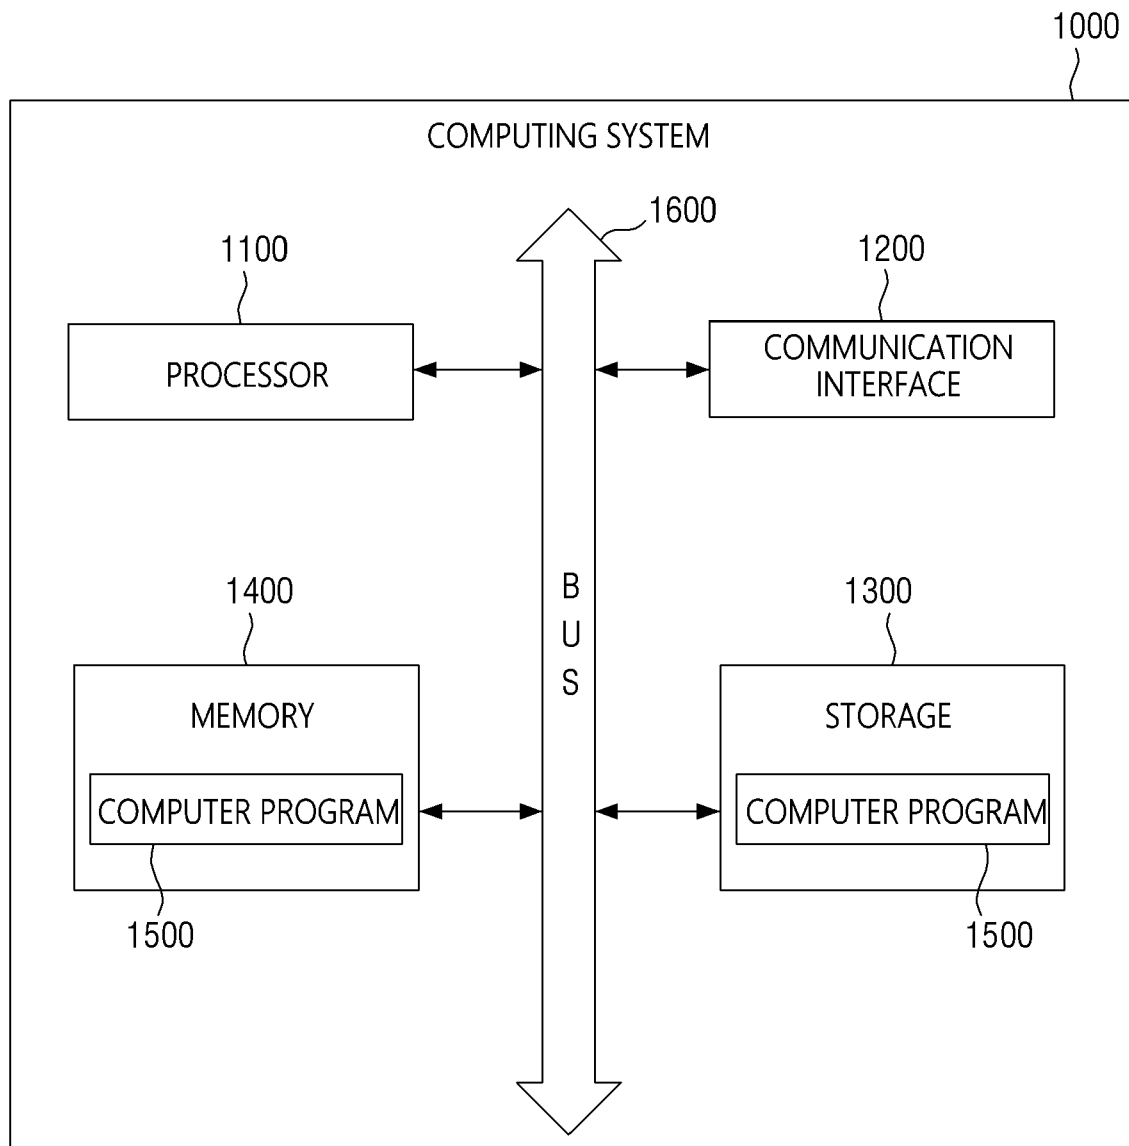 1000
COMPUTING SYSTEM
1600
1100
1200
PROCESSOR
COMMUNICATION
INTERFACE
B
U
S
1400
1300
MEMORY
STORAGE
COMPUTER PROGRAM
COMPUTER PROGRAM
1500
1500